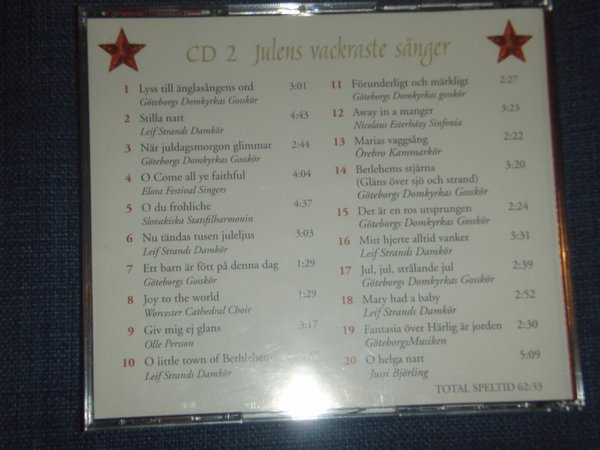 CD 2 Julens vackraste sånger
1 Lyss till änglasångens ord 3:01
Göteborgs Domkyrkas Gosskör
2 Stilla natt 4:43
Leif Strands Damkör
3 När juldagsmorgon glimmar 2:44
Göteborgs Domkyrkas Gosskör
4 O Come all ye faithful 4:04
Elora Festival Singers
5 O du frohliche 4:37
Slovakiska Statsfilharmonin
6 Nu tändas tusen juleljus 3:03
Leif Strands Damkör
7 Ett barn är fött på denna dag 1:29
Göteborgs Gosskör
8 Joy to the world 1:29
Worcester Cathedral Choir
9 Giv mig ej glans 3:17
Olle Persson
10 O little town of Bethlehem
Leif Strands Damkör
11 Förunderligt och märkligt 2:27
Göteborgs Domkyrkas gosskör
12 Away in a manger 3:23
Nicolaus Esterházy Sinfonia
13 Marias vaggsång 2:22
Örebro Kammarkör
14 Betlehems stjärna 3:20
(Gläns över sjö och strand)
Göteborgs Domkyrkas Gosskör
15 Det är en ros utsprungen 2:24
Göteborgs Domkyrkas Gosskör
16 Mitt hjerte alltid vanker 3:31
Leif Strands Damkör
17 Jul, jul, strålande jul 2:39
Göteborgs Domkyrkas Gosskör
18 Mary had a baby 2:52
Leif Strands Damkör
19 Fantasia över Härlig är jorden 2:30
GöteborgsMusiken
20 O helga natt 5:09
Jussi Björling
TOTAL SPELTID 62:33